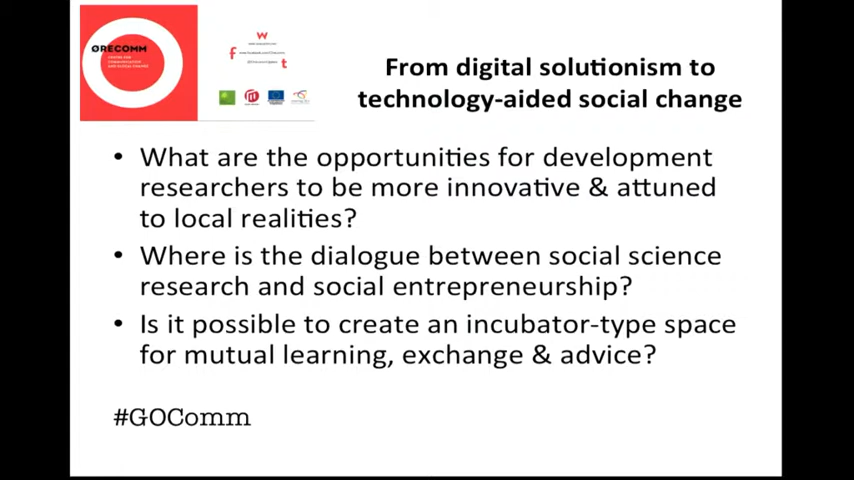 ØRECOMM
w
f
t
From digital solutionism to
technology-aided social change
• What are the opportunities for development
researchers to be more innovative & attuned
to local realities?
• Where is the dialogue between social science
research and social entrepreneurship?
• Is it possible to create an incubator-type space
for mutual learning, exchange & advice?
#GOComm